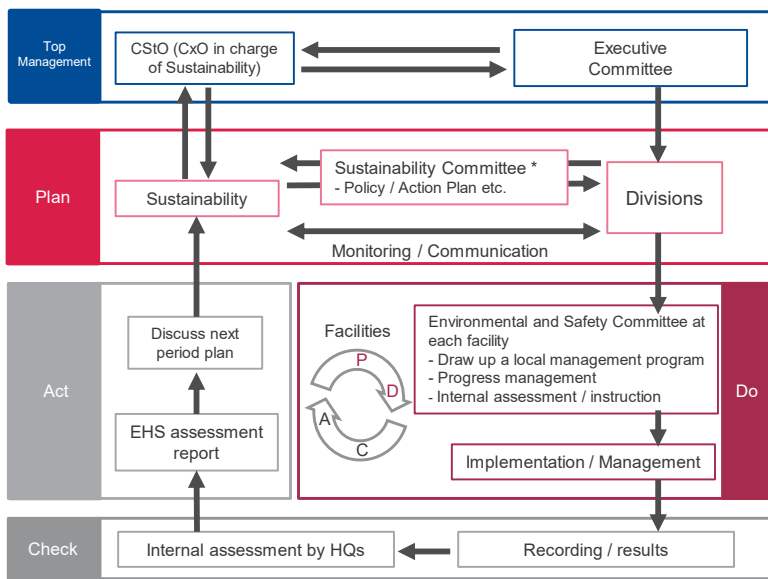 Top
Management
CStO (CxO in charge
of Sustainability)
Executive
Committee
Plan
Sustainability
Sustainability Committee *
- Policy / Action Plan etc.
Divisions
Monitoring / Communication
Act
Discuss next
period plan
EHS assessment
report
Facilities
P
D
A
C
Environmental and Safety Committee at
each facility
- Draw up a local management program
- Progress management
- Internal assessment / instruction
Implementation / Management
Do
Check
Internal assessment by HQs
Recording / results